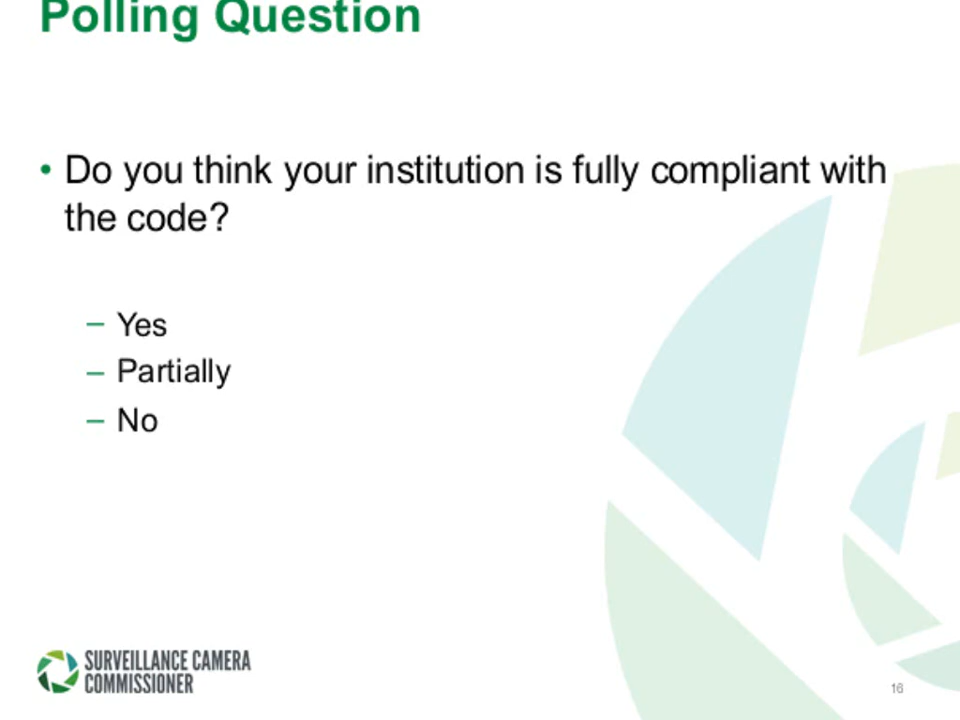 Polling Question
• Do you think your institution is fully compliant with
the code?
– Yes
– Partially
– No
SURVEILLANCE CAMERA
COMMISSIONER
16